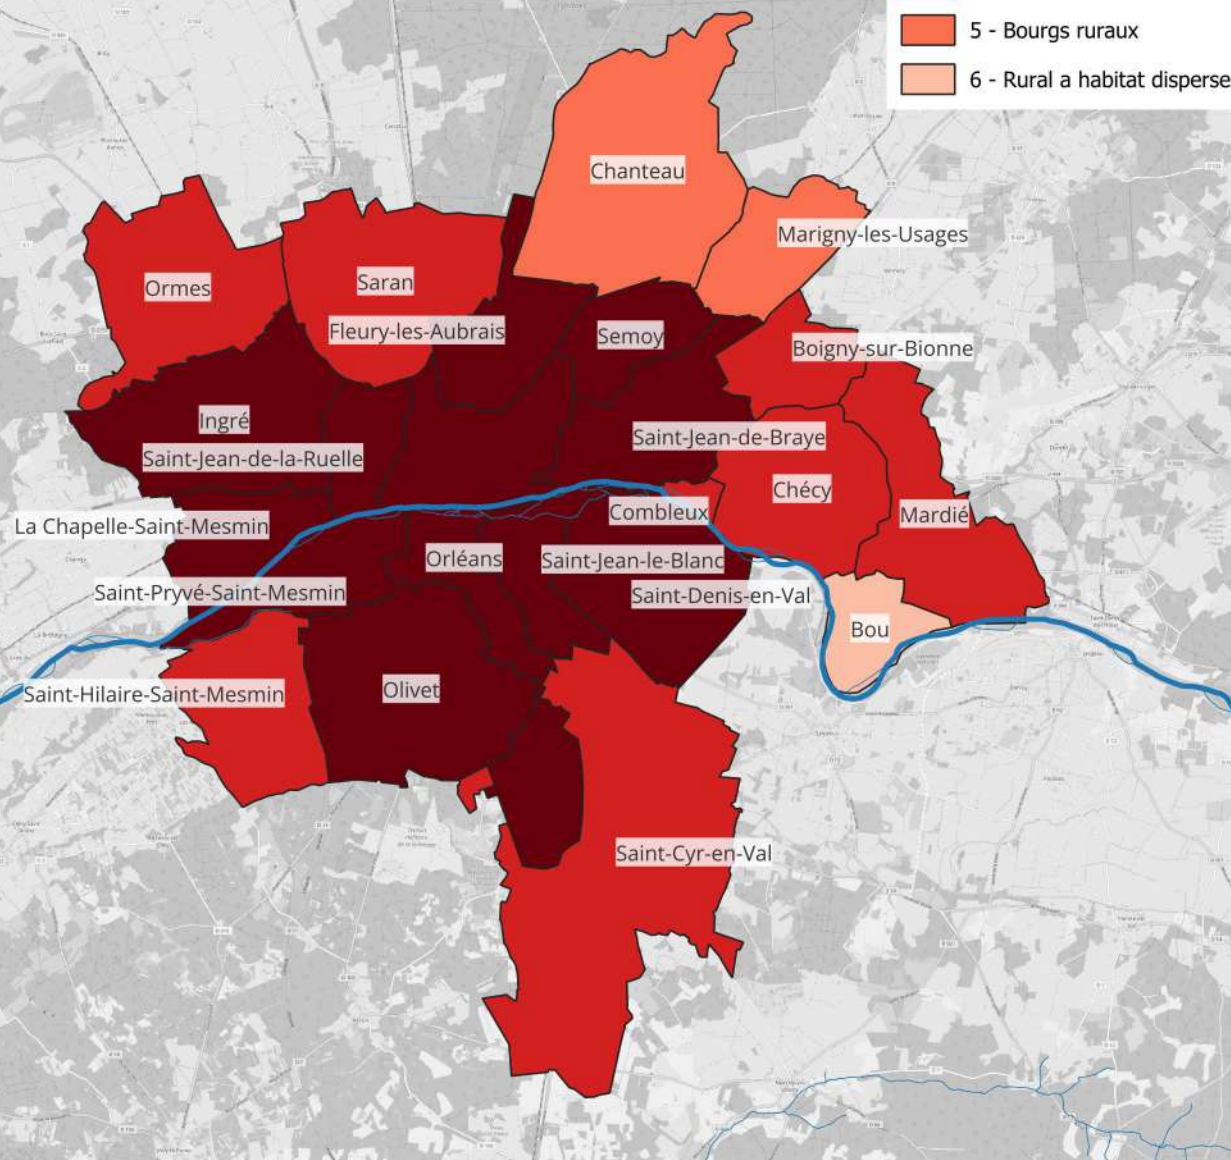 5 - Bourgs ruraux
6 - Rural a habitat disperse
Chanteau
Marigny-les-Usages
Ormes
Saran
Fleury-les-Aubrais
Semoy
Boigny-sur-Bionne
Ingré
Saint-Jean-de-Braye
Saint-Jean-de-la-Ruelle
Chécy
Combleux
Mardié
La Chapelle-Saint-Mesmin
Orléans
Saint-Jean-le-Blanc
Saint-Pryvé-Saint-Mesmin
Saint-Denis-en-Val
Bou
Saint-Hilaire-Saint-Mesmin
Olivet
Saint-Cyr-en-Val